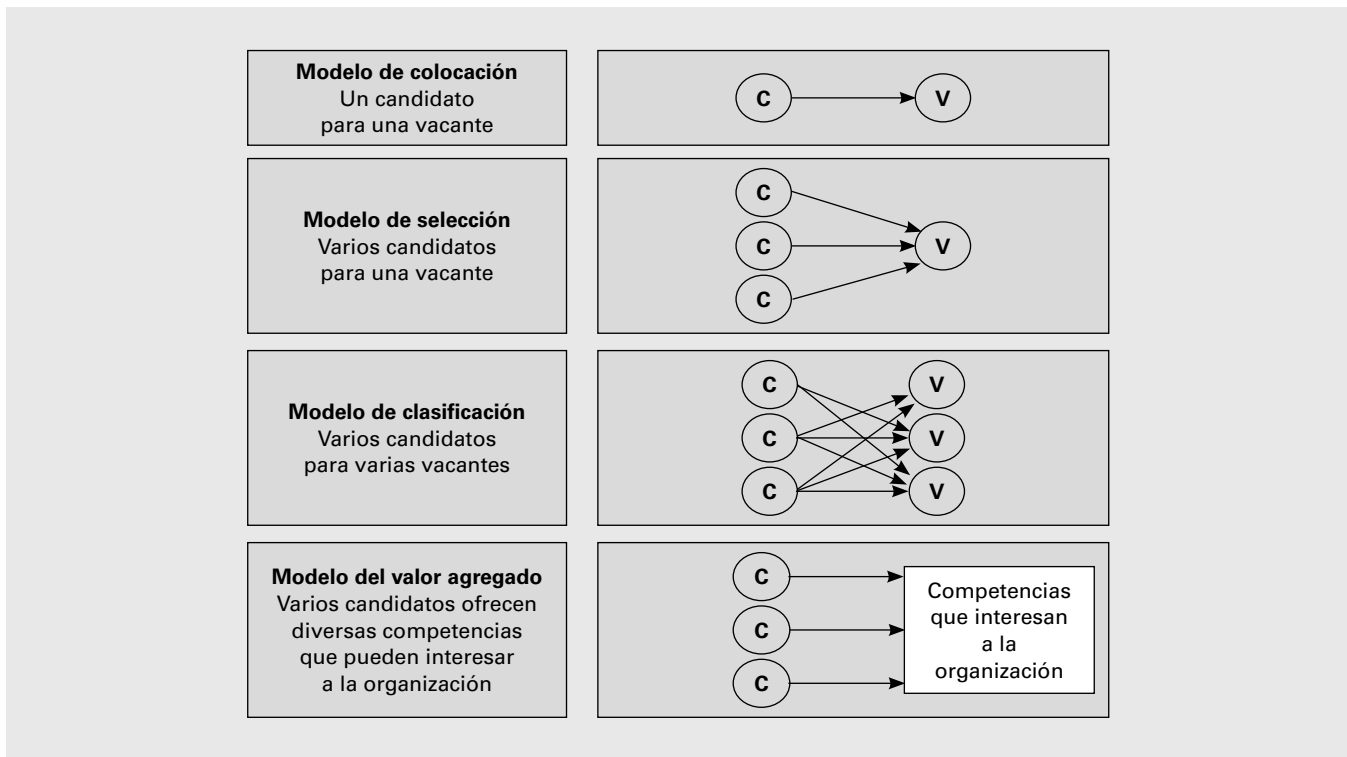 Modelo de colocación
Un candidato
para una vacante
C
V
Modelo de selección
Varios candidatos
para una vacante
C
C
C
V
Modelo de clasificación
Varios candidatos
para varias vacantes
C
V
C
V
C
V
Modelo del valor agregado
Varios candidatos ofrecen
diversas competencias
que pueden interesar
a la organización
C
C
C
Competencias
que interesan
a la
organización